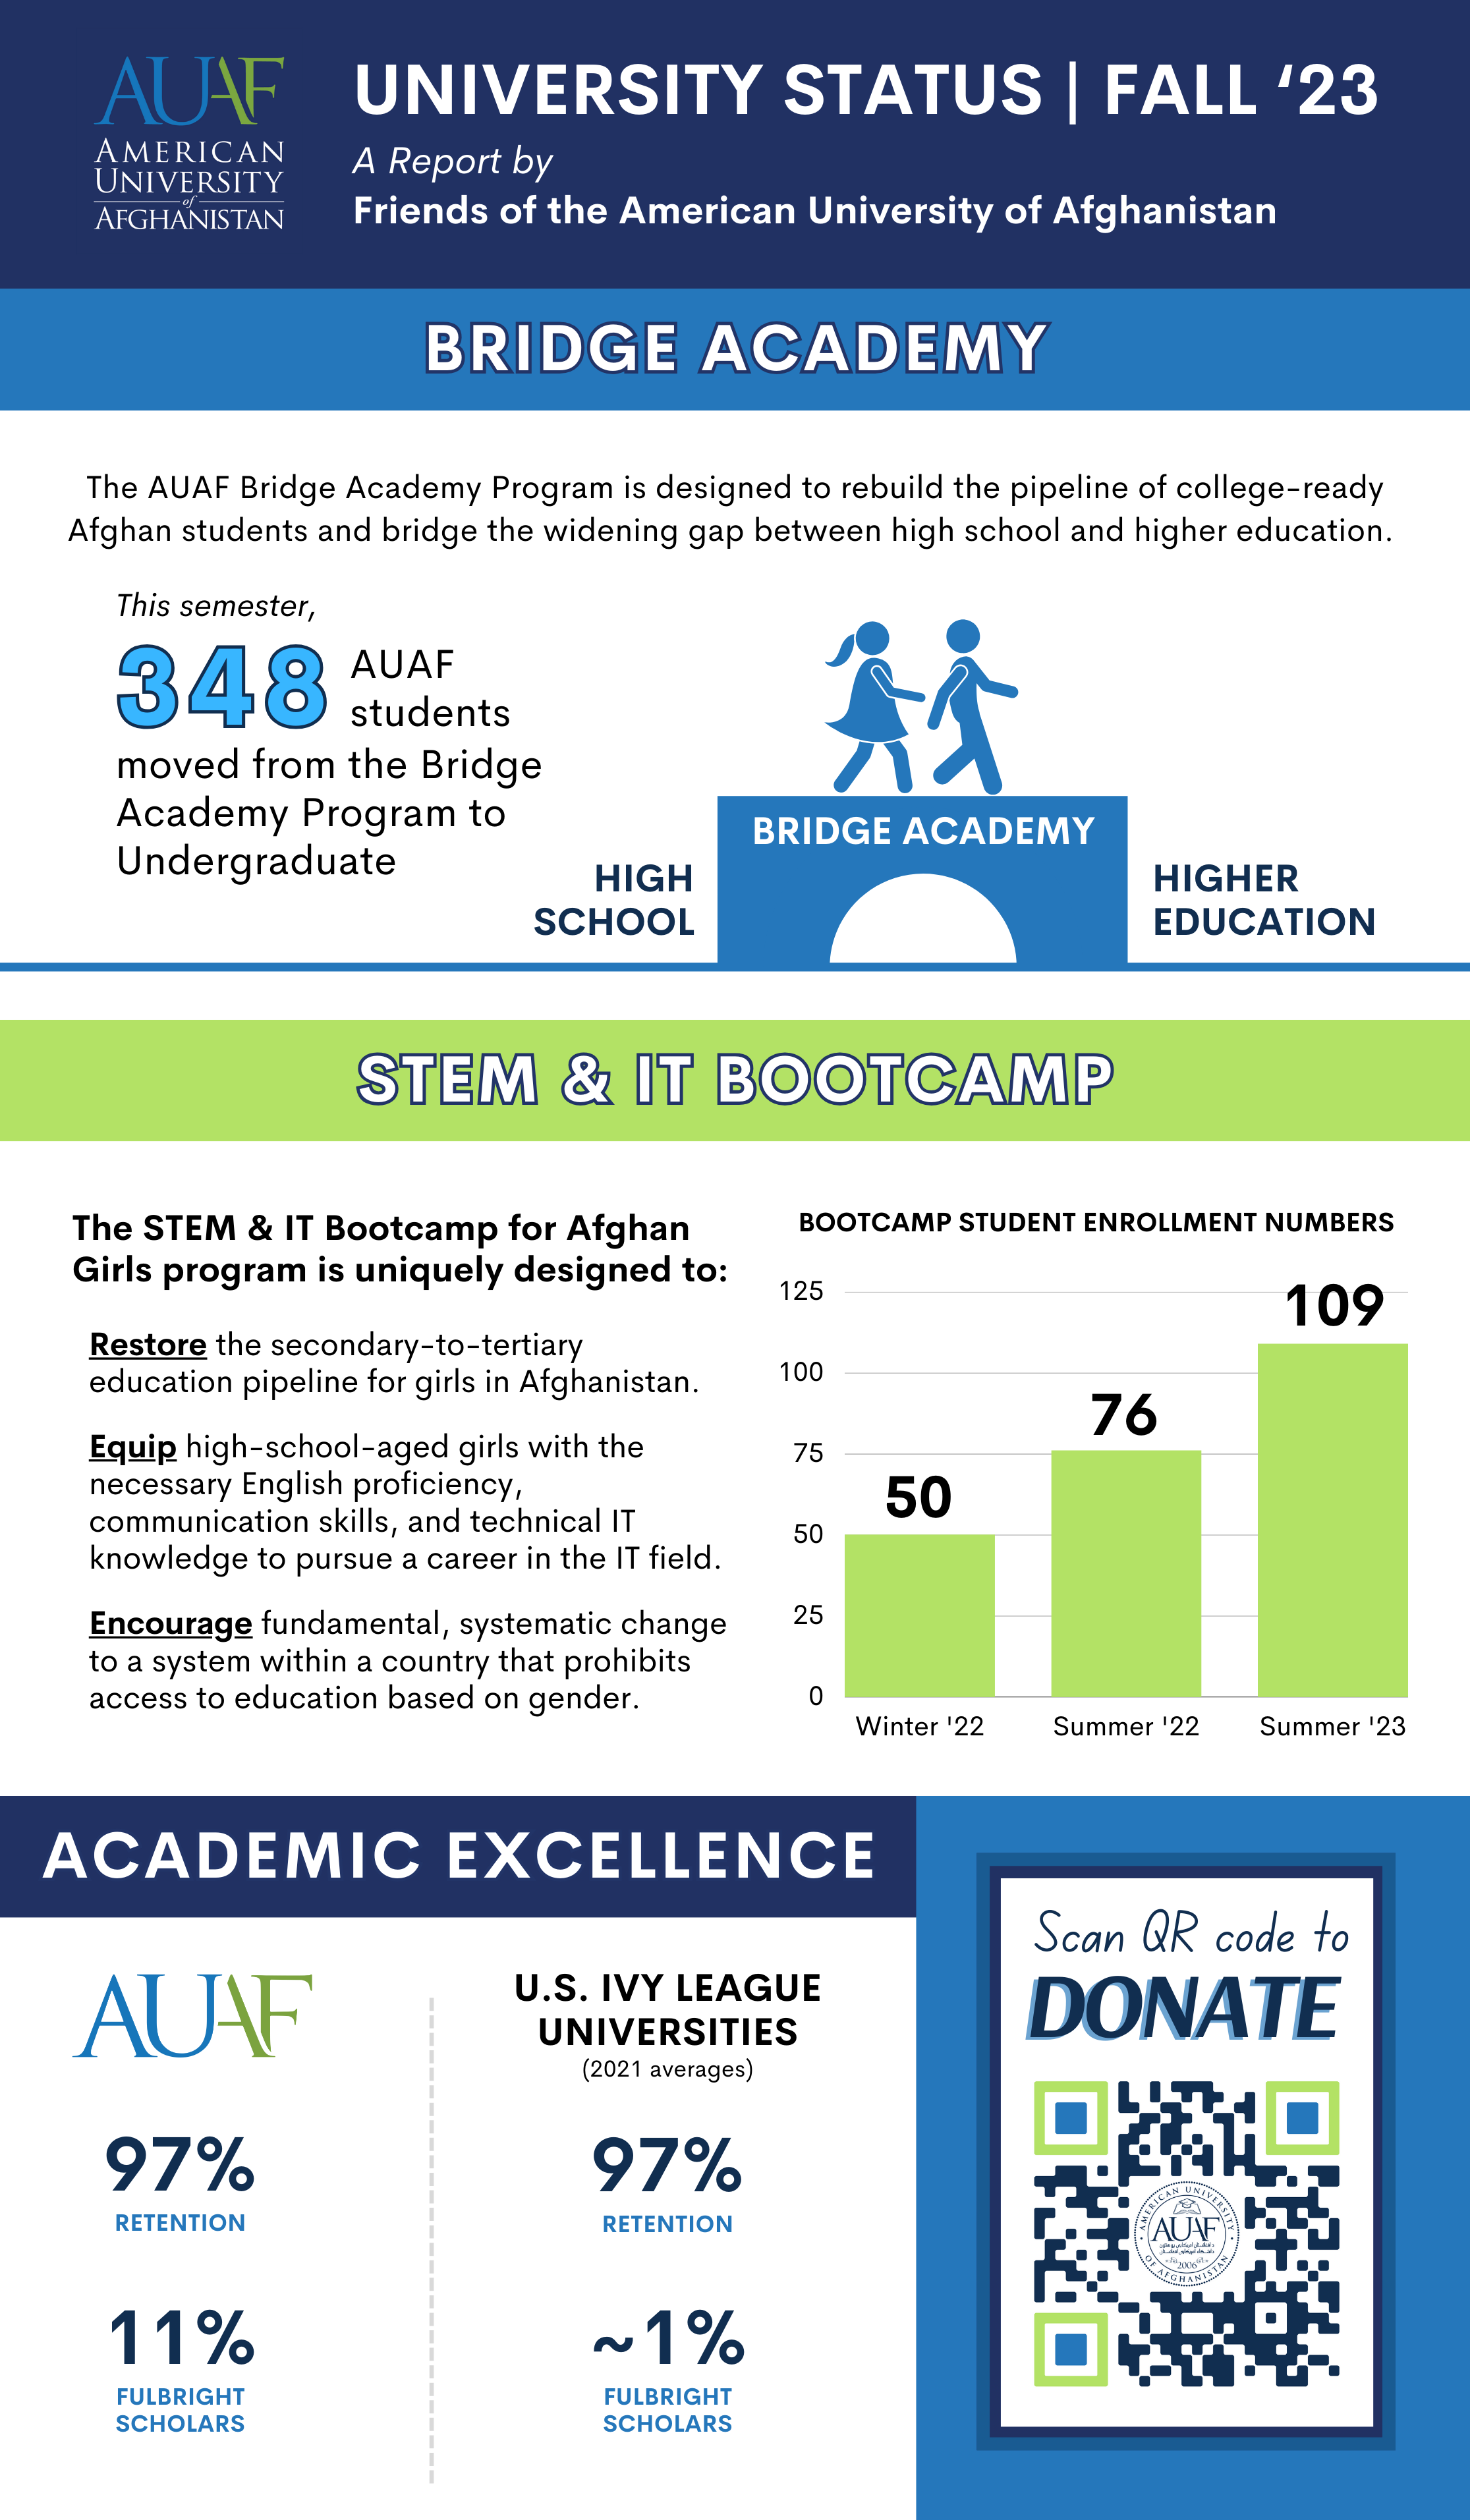 AUAF
AMERICAN
UNIVERSITY
of
AFGHANISTAN
UNIVERSITY STATUS | FALL ‘23
A Report by
Friends of the American University of Afghanistan
BRIDGE ACADEMY
The AUAF Bridge Academy Program is designed to rebuild the pipeline of college-ready
Afghan students and bridge the widening gap between high school and higher education.
This semester,
348 AUAF
students
moved from the Bridge
Academy Program to
Undergraduate
BRIDGE ACADEMY
HIGH
SCHOOL
HIGHER
EDUCATION
STEM & IT BOOTCAMP
The STEM & IT Bootcamp for Afghan
Girls program is uniquely designed to:
Restore the secondary-to-tertiary
education pipeline for girls in Afghanistan.
Equip high-school-aged girls with the
necessary English proficiency,
communication skills, and technical IT
knowledge to pursue a career in the IT field.
Encourage fundamental, systematic change
to a system within a country that prohibits
access to education based on gender.
BOOTCAMP STUDENT ENROLLMENT NUMBERS
125
100
75
50
25
0
50
76
109
Winter '22
Summer '22
Summer '23
ACADEMIC EXCELLENCE
AUAF
97%
RETENTION
11%
FULBRIGHT
SCHOLARS
U.S. IVY LEAGUE
UNIVERSITIES
(2021 averages)
97%
RETENTION
~1%
FULBRIGHT
SCHOLARS
Scan QR code to
DONATE
AMERICAN UNIVERSITY
AUAF
2006
OF AFGHANISTAN